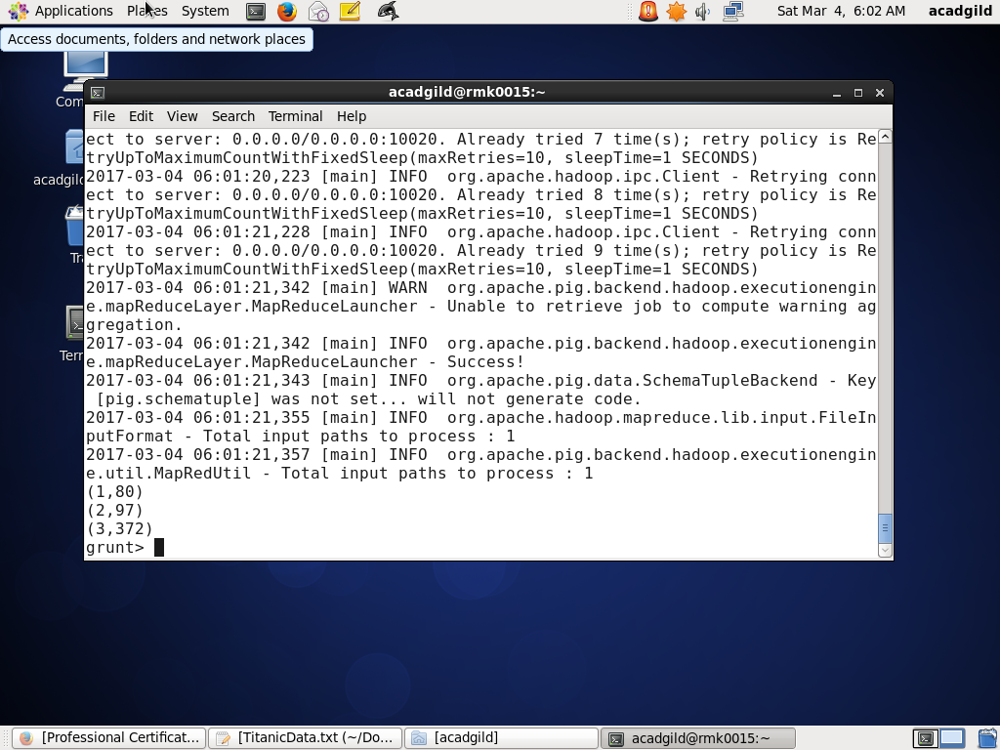 Applications Places System Sat Mar 4, 6:02 AM acadgild
Access documents, folders and network places
Com
acadgild
Tr
Terr
acadgild@rmk0015:~
File Edit View Search Terminal Help
ect to server: 0.0.0.0/0.0.0.0:10020. Already tried 7 time(s); retry policy is Re
tryUpToMaximumCountWithFixedSleep(maxRetries=10, sleepTime=1 SECONDS)
2017-03-04 06:01:20,223 [main] INFO  org.apache.hadoop.ipc.Client - Retrying conn
ect to server: 0.0.0.0/0.0.0.0:10020. Already tried 8 time(s); retry policy is Re
tryUpToMaximumCountWithFixedSleep(maxRetries=10, sleepTime=1 SECONDS)
2017-03-04 06:01:21,228 [main] INFO  org.apache.hadoop.ipc.Client - Retrying conn
ect to server: 0.0.0.0/0.0.0.0:10020. Already tried 9 time(s); retry policy is Re
tryUpToMaximumCountWithFixedSleep(maxRetries=10, sleepTime=1 SECONDS)
2017-03-04 06:01:21,342 [main] WARN  org.apache.pig.backend.hadoop.executionengin
e.mapReduceLayer.MapReduceLauncher - Unable to retrieve job to compute warning ag
gregation.
2017-03-04 06:01:21,342 [main] INFO  org.apache.pig.backend.hadoop.executionengin
e.mapReduceLayer.MapReduceLauncher - Success!
2017-03-04 06:01:21,343 [main] INFO  org.apache.pig.data.SchemaTupleBackend - Key
 [pig.schematuple] was not set... will not generate code.
2017-03-04 06:01:21,355 [main] INFO  org.apache.hadoop.mapreduce.lib.input.FileIn
putFormat - Total input paths to process : 1
2017-03-04 06:01:21,357 [main] INFO  org.apache.pig.backend.hadoop.executionengin
e.util.MapRedUtil - Total input paths to process : 1
(1,80)
(2,97)
(3,372)
grunt>
[Professional Certificat... [TitanicData.txt (~/Do... [acadgild] acadgild@rmk0015:~